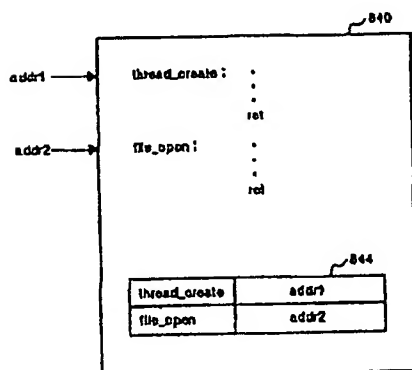 840
addr1
thread_create:
ret
addr2
file_open:
ret
844
thread_create addr1
file_open addr2